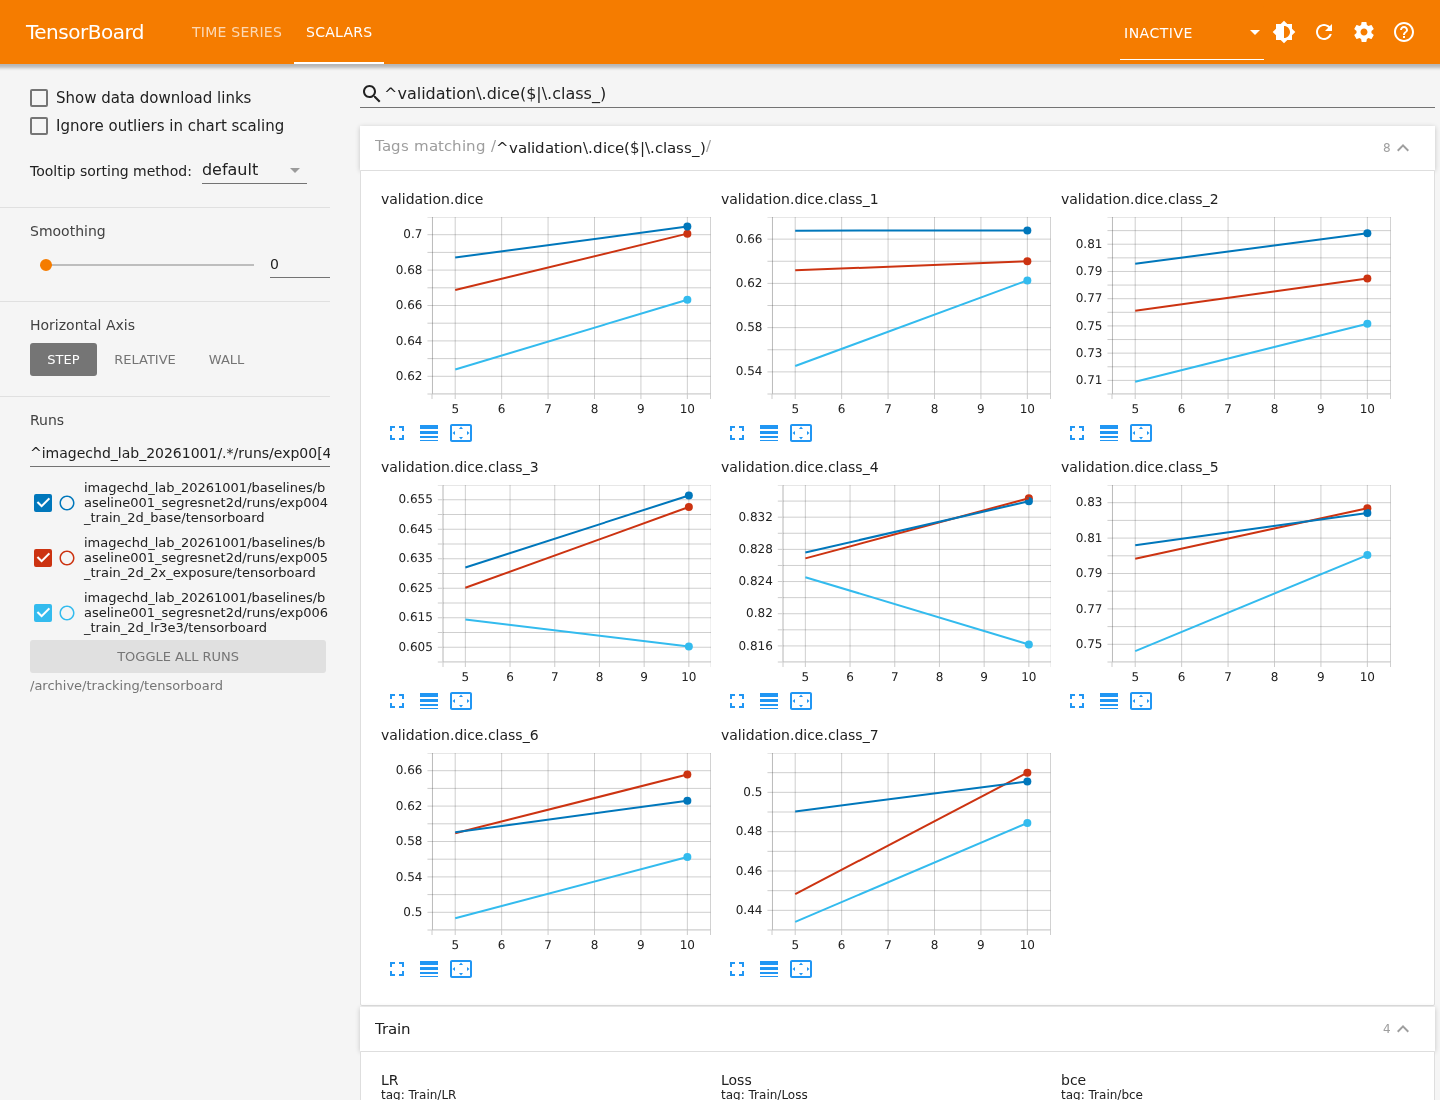 TensorBoard
TIME SERIES
SCALARS
INACTIVE
Show data download links
Ignore outliers in chart scaling
Tooltip sorting method: default
Smoothing
0
Horizontal Axis
STEP
RELATIVE
WALL
Runs
^imagechd_lab_20261001/.*/runs/exp00[4
imagechd_lab_20261001/baselines/b
aseline001_segresnet2d/runs/exp004
_train_2d_base/tensorboard
imagechd_lab_20261001/baselines/b
aseline001_segresnet2d/runs/exp005
_train_2d_2x_exposure/tensorboard
imagechd_lab_20261001/baselines/b
aseline001_segresnet2d/runs/exp006
_train_2d_lr3e3/tensorboard
TOGGLE ALL RUNS
/archive/tracking/tensorboard
^validation\.dice($|\.class_)
Tags matching /^validation\.dice($|\.class_)/
8
validation.dice
0.7
0.68
0.66
0.64
0.62
5 6 7 8 9 10
validation.dice.class_1
0.66
0.62
0.58
0.54
5 6 7 8 9 10
validation.dice.class_2
0.81
0.79
0.77
0.75
0.73
0.71
5 6 7 8 9 10
validation.dice.class_3
0.655
0.645
0.635
0.625
0.615
0.605
5 6 7 8 9 10
validation.dice.class_4
0.832
0.828
0.824
0.82
0.816
5 6 7 8 9 10
validation.dice.class_5
0.83
0.81
0.79
0.77
0.75
5 6 7 8 9 10
validation.dice.class_6
0.66
0.62
0.58
0.54
0.5
5 6 7 8 9 10
validation.dice.class_7
0.5
0.48
0.46
0.44
5 6 7 8 9 10
Train
4
LR
tag: Train/LR
Loss
tag: Train/Loss
bce
tag: Train/bce